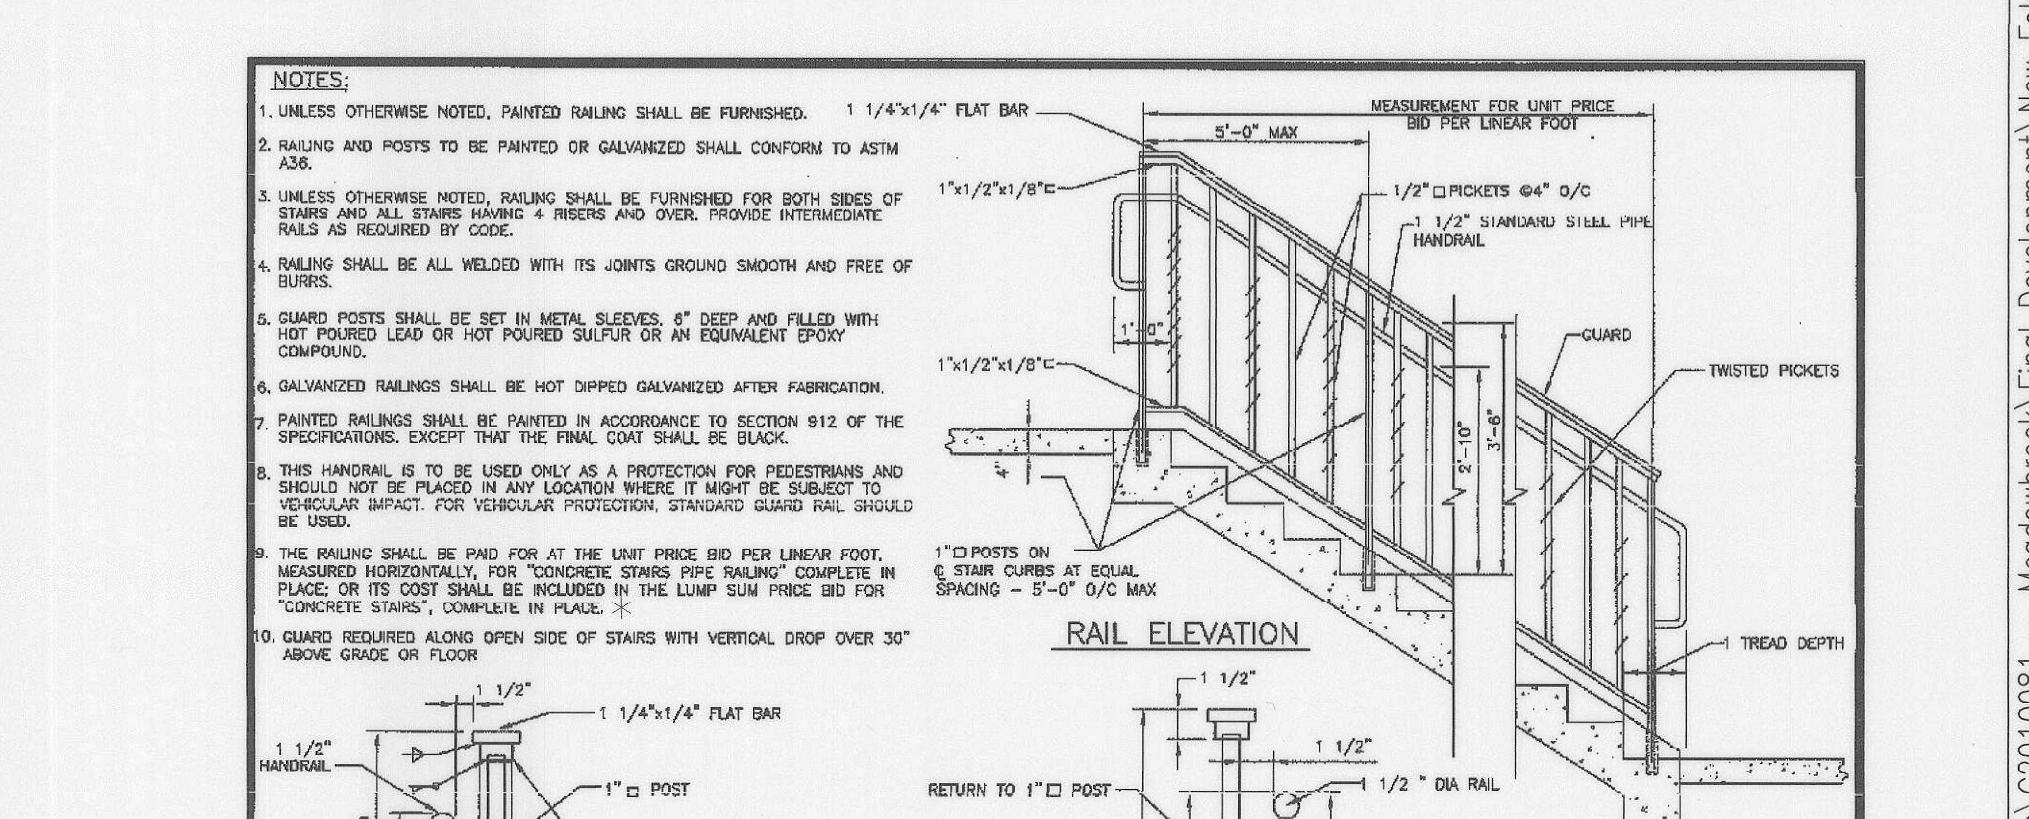 NOTES:
1. UNLESS OTHERWISE NOTED, PAINTED RAILING SHALL BE FURNISHED.
2. RAILING AND POSTS TO BE PAINTED OR GALVANIZED SHALL CONFORM TO ASTM
A36.
3. UNLESS OTHERWISE NOTED, RAILING SHALL BE FURNISHED FOR BOTH SIDES OF
STAIRS AND ALL STAIRS HAVING 4 RISERS AND OVER. PROVIDE INTERMEDIATE
RAILS AS REQUIRED BY CODE.
4. RAILING SHALL BE ALL WELDED WITH ITS JOINTS GROUND SMOOTH AND FREE OF
BURRS.
5. GUARD POSTS SHALL BE SET IN METAL SLEEVES, 6" DEEP AND FILLED WITH
HOT POURED LEAD OR HOT POURED SULFUR OR AN EQUIVALENT EPOXY
COMPOUND.
6. GALVANIZED RAILINGS SHALL BE HOT DIPPED GALVANIZED AFTER FABRICATION.
7. PAINTED RAILINGS SHALL BE PAINTED IN ACCORDANCE TO SECTION 912 OF THE
SPECIFICATIONS. EXCEPT THAT THE FINAL COAT SHALL BE BLACK.
8. THIS HANDRAIL IS TO BE USED ONLY AS A PROTECTION FOR PEDESTRIANS AND
SHOULD NOT BE PLACED IN ANY LOCATION WHERE IT MIGHT BE SUBJECT TO
VEHICULAR IMPACT. FOR VEHICULAR PROTECTION, STANDARD GUARD RAIL SHOULD
BE USED.
9. THE RAILING SHALL BE PAID FOR AT THE UNIT PRICE BID PER LINEAR FOOT,
MEASURED HORIZONTALLY, FOR "CONCRETE STAIRS PIPE RAILING" COMPLETE IN
PLACE; OR ITS COST SHALL BE INCLUDED IN THE LUMP SUM PRICE BID FOR
"CONCRETE STAIRS", COMPLETE IN PLACE. *
10. GUARD REQUIRED ALONG OPEN SIDE OF STAIRS WITH VERTICAL DROP OVER 30"
ABOVE GRADE OR FLOOR
1 1/4"x1/4" FLAT BAR
MEASUREMENT FOR UNIT PRICE
BID PER LINEAR FOOT
5'-0" MAX
1"x1/2"x1/8"⊏
1/2"□ PICKETS @4" O/C
1 1/2" STANDARD STEEL PIPE
HANDRAIL
1'-0"
GUARD
1"x1/2"x1/8"⊏
TWISTED PICKETS
2'-10"
3'-6"
4"
1"□ POSTS ON
℄ STAIR CURBS AT EQUAL
SPACING - 5'-0" O/C MAX
RAIL ELEVATION
1 TREAD DEPTH
1 1/2"
1 1/4"x1/4" FLAT BAR
1 1/2"
HANDRAIL
1"□ POST
1 1/2"
1 1/2"
RETURN TO 1"□ POST
1 1/2 " DIA RAIL
\C2010081
Meadowbrook\Final Development\New